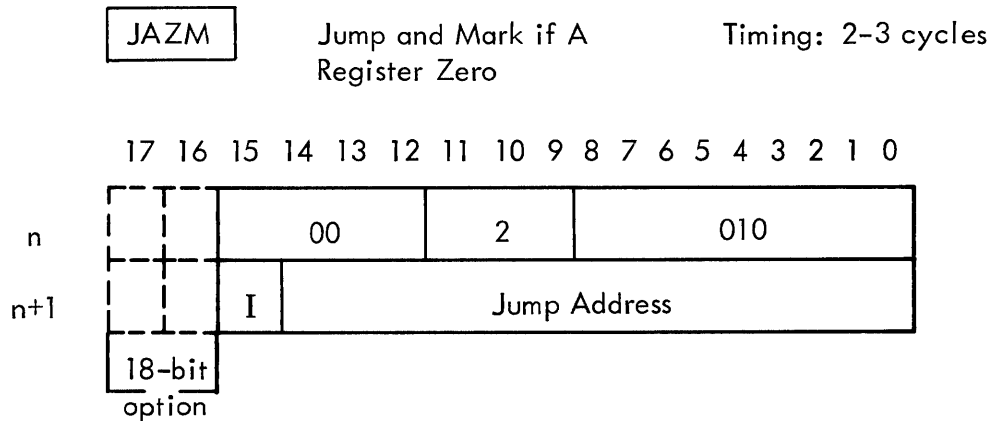 JAZM Jump and Mark if A Timing: 2-3 cycles
Register Zero
17 16 15 14 13 12 11 10 9 8 7 6 5 4 3 2 1 0
n 00 2 010
n+1 I Jump Address
18-bit
option